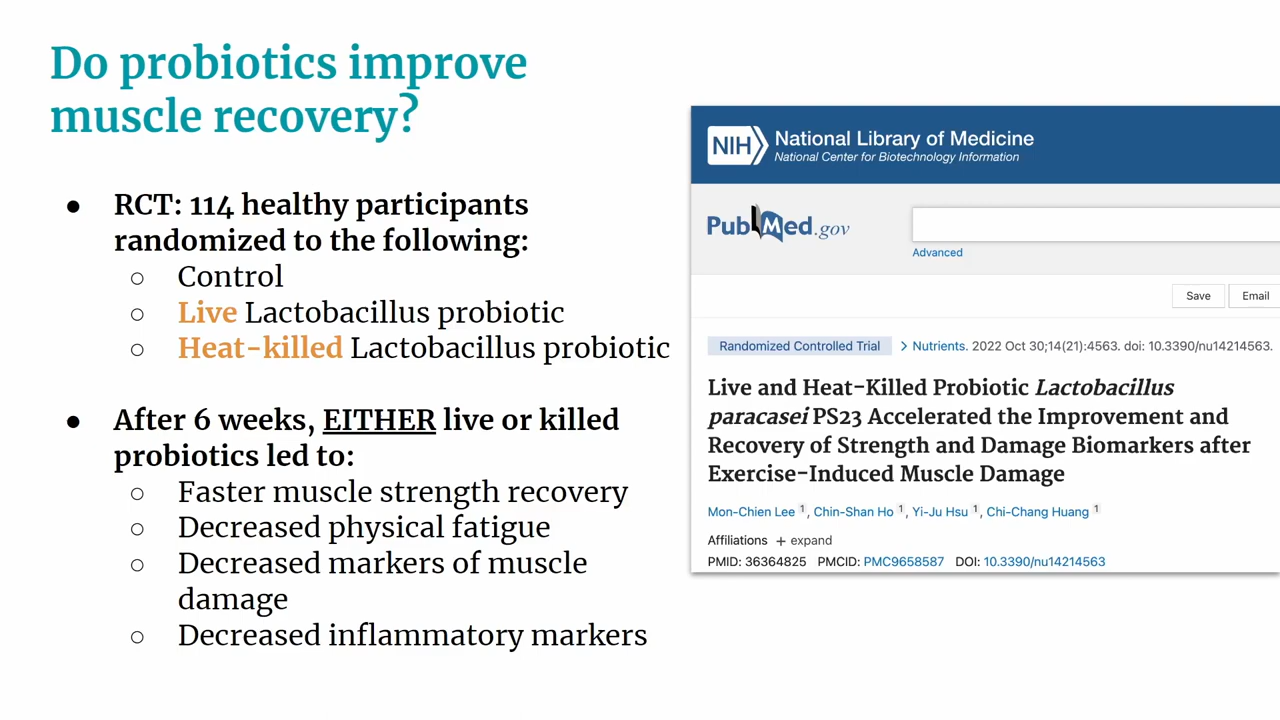 Do probiotics improve
muscle recovery?
● RCT: 114 healthy participants
randomized to the following:
○ Control
○ Live Lactobacillus probiotic
○ Heat-killed Lactobacillus probiotic
● After 6 weeks, EITHER live or killed
probiotics led to:
○ Faster muscle strength recovery
○ Decreased physical fatigue
○ Decreased markers of muscle
damage
○ Decreased inflammatory markers
NIH National Library of Medicine
National Center for Biotechnology Information
PubMed.gov
Advanced
Save Email
Randomized Controlled Trial > Nutrients. 2022 Oct 30;14(21):4563. doi: 10.3390/nu14214563.
Live and Heat-Killed Probiotic Lactobacillus
paracasei PS23 Accelerated the Improvement and
Recovery of Strength and Damage Biomarkers after
Exercise-Induced Muscle Damage
Mon-Chien Lee 1, Chin-Shan Ho 1, Yi-Ju Hsu 1, Chi-Chang Huang 1
Affiliations + expand
PMID: 36364825 PMCID: PMC9658587 DOI: 10.3390/nu14214563